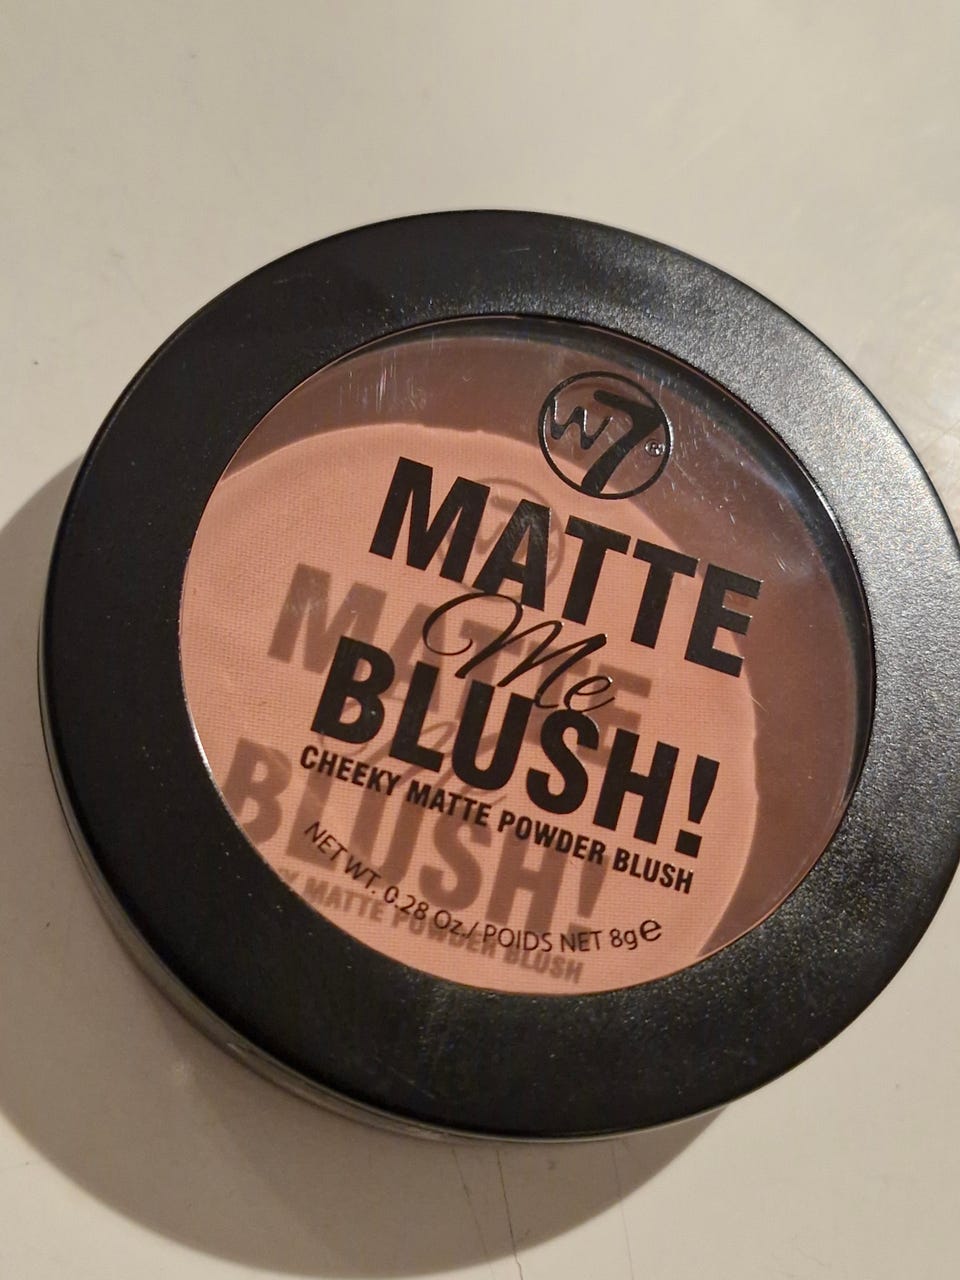 W7®
MATTE
Me
BLUSH!
CHEEKY MATTE POWDER BLUSH
NET WT. 0.28 Oz./ POIDS NET 8g e